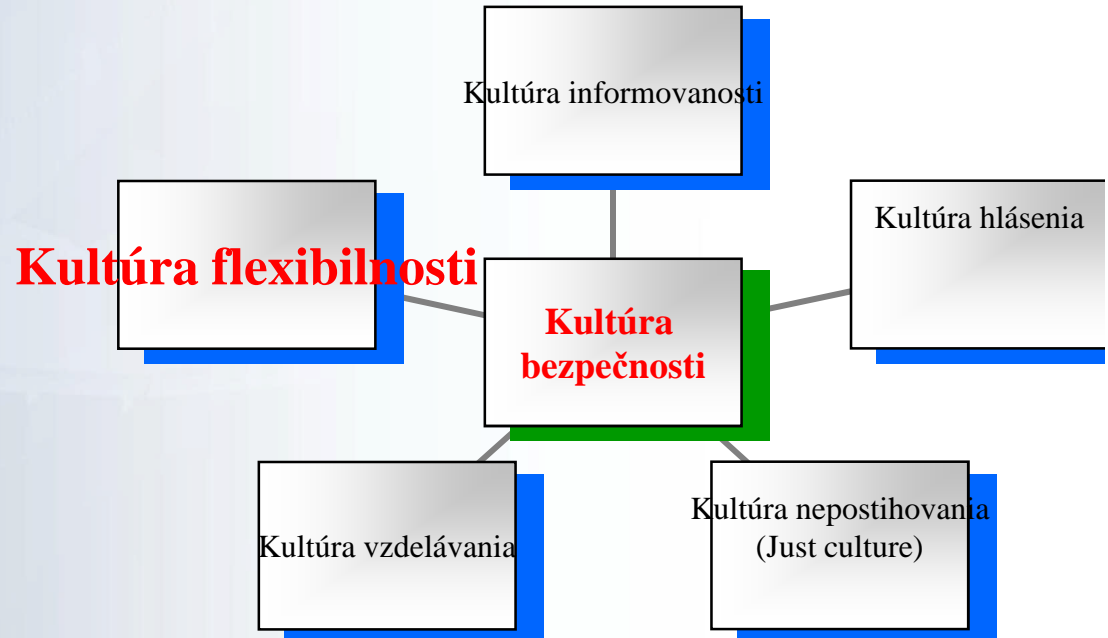 Kultúra informovanosti
Kultúra hlásenia
Kultúra flexibilnosti
Kultúra
bezpečnosti
Kultúra vzdelávania
Kultúra nepostihovania
(Just culture)